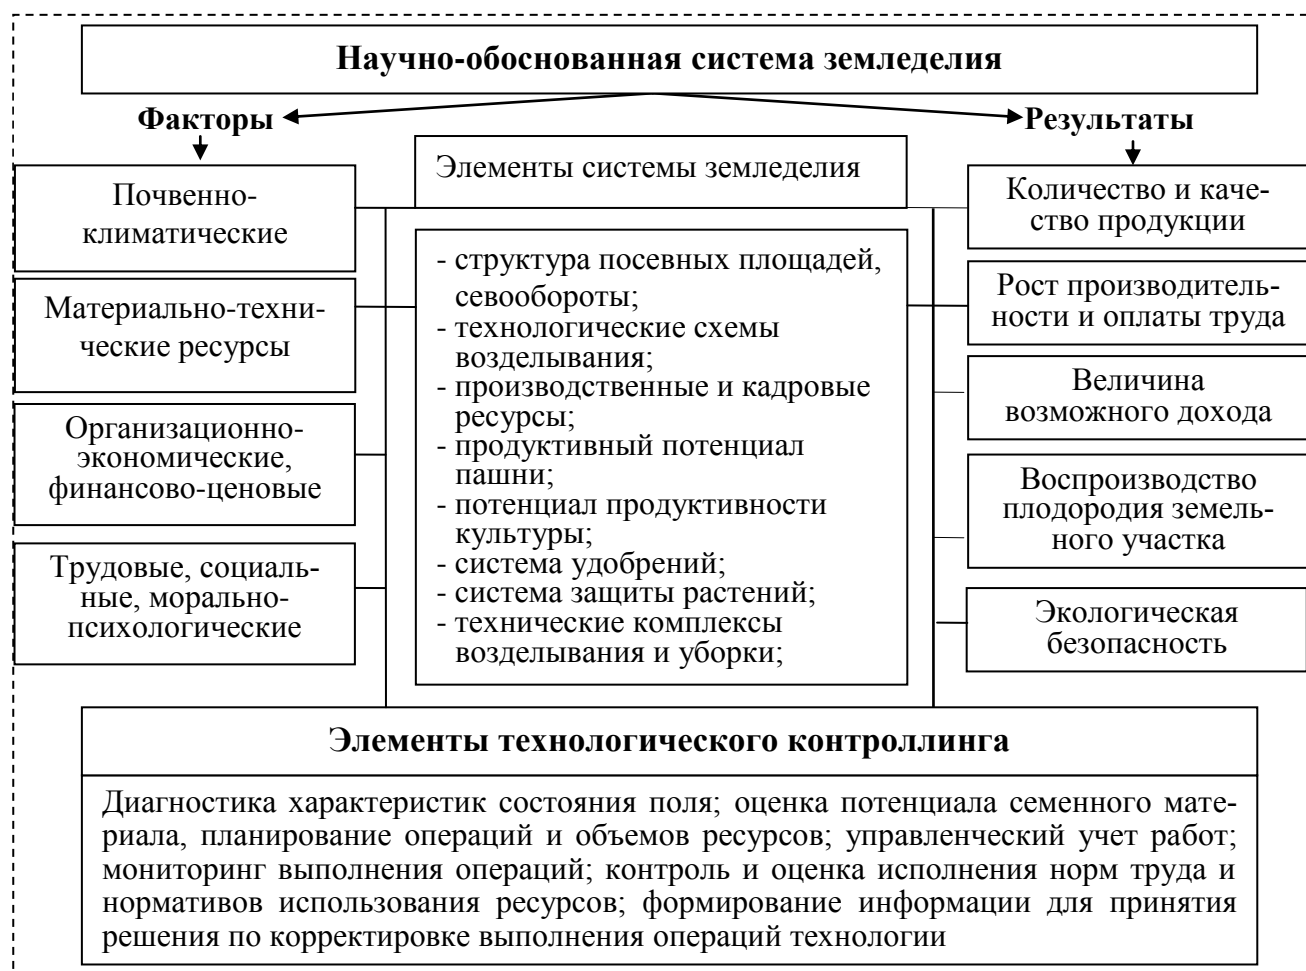 Научно-обоснованная система земледелия
Факторы
Результаты
Почвенно-
климатические
Материально-техни-
ческие ресурсы
Организационно-
экономические,
финансово-ценовые
Трудовые, социаль-
ные, морально-
психологические
Элементы системы земледелия
- структура посевных площадей,
севообороты;
- технологические схемы
возделывания;
- производственные и кадровые
ресурсы;
- продуктивный потенциал
пашни;
- потенциал продуктивности
культуры;
- система удобрений;
- система защиты растений;
- технические комплексы
возделывания и уборки;
Количество и каче-
ство продукции
Рост производитель-
ности и оплаты труда
Величина
возможного дохода
Воспроизводство
плодородия земель-
ного участка
Экологическая
безопасность
Элементы технологического контроллинга
Диагностика характеристик состояния поля; оценка потенциала семенного мате-
риала, планирование операций и объемов ресурсов; управленческий учет работ;
мониторинг выполнения операций; контроль и оценка исполнения норм труда и
нормативов использования ресурсов; формирование информации для принятия
решения по корректировке выполнения операций технологии